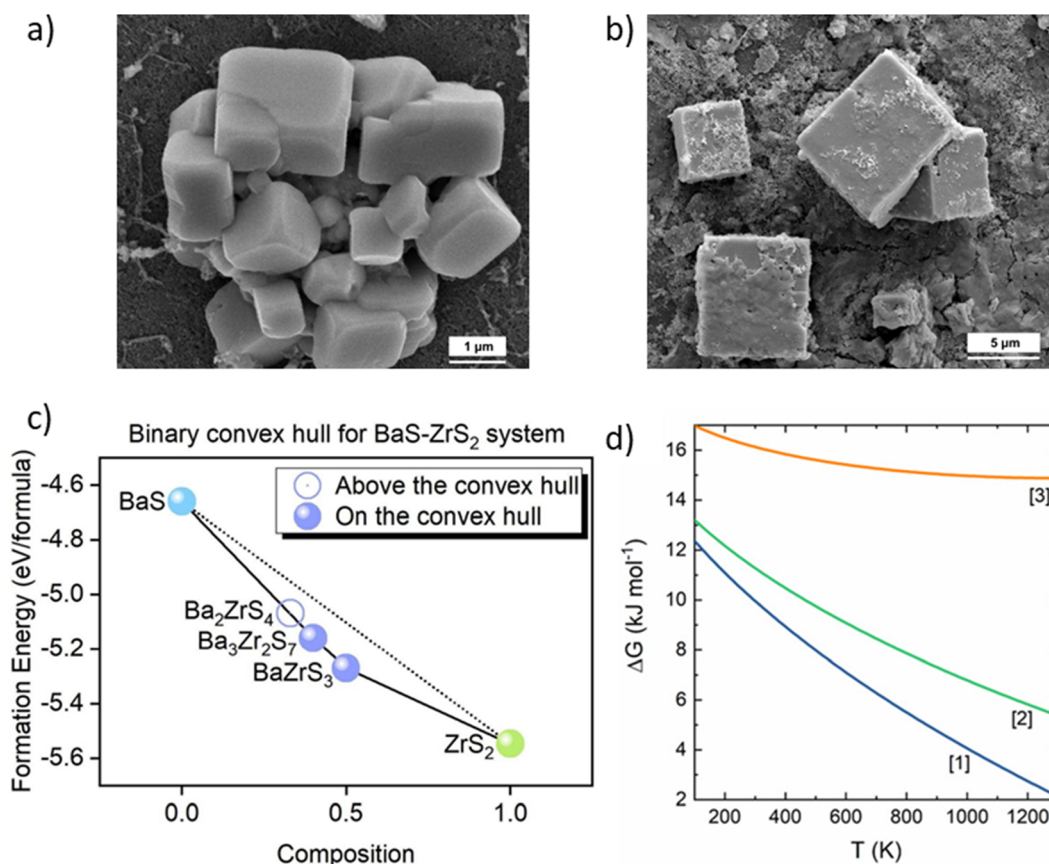 a)
1 µm
b)
5 µm
c)
Binary convex hull for BaS-ZrS₂ system
Above the convex hull
On the convex hull
-4.6
-4.8
-5.0
-5.2
-5.4
-5.6
BaS
Ba₂ZrS₄
Ba₃Zr₂S₇
BaZrS₃
ZrS₂
Formation Energy (eV/formula)
0.0
0.5
1.0
Composition
d)
16
14
12
10
8
6
4
2
ΔG (kJ mol⁻¹)
[3]
[2]
[1]
200
400
600
800
1000
1200
T (K)